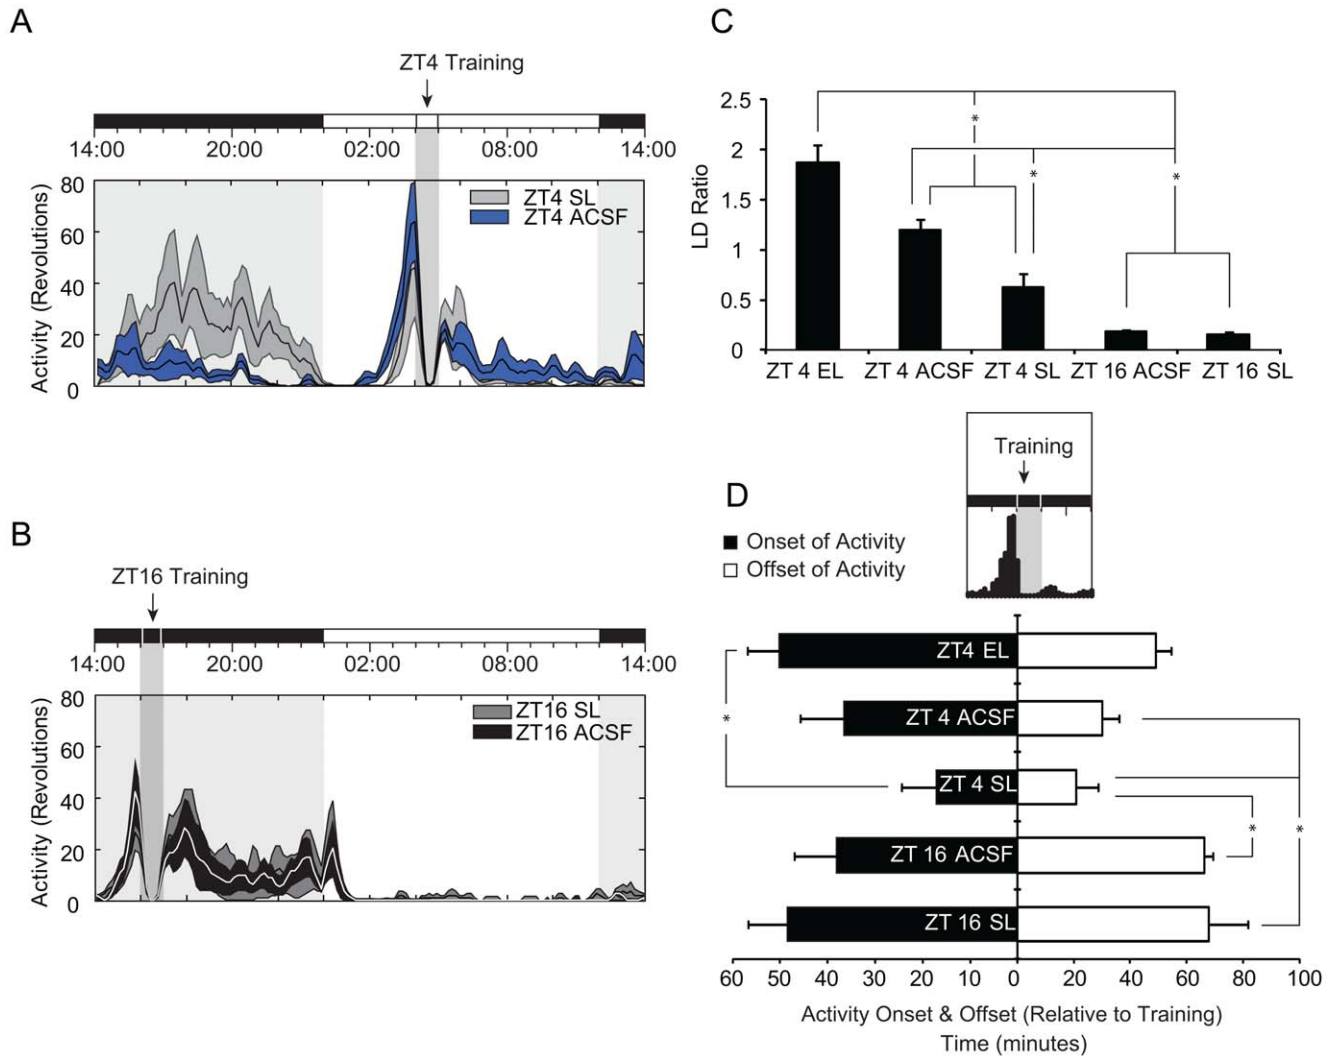 A
ZT4 Training
14:00 20:00 02:00 08:00 14:00
80
60
40
20
0
Activity (Revolutions)
ZT4 SL
ZT4 ACSF
B
ZT16 Training
14:00 20:00 02:00 08:00 14:00
80
60
40
20
0
Activity (Revolutions)
ZT16 SL
ZT16 ACSF
C
2.5
2
1.5
1
0.5
0
LD Ratio
*
*
*
ZT 4 EL ZT 4 ACSF ZT 4 SL ZT 16 ACSF ZT 16 SL
Training
D
Onset of Activity
Offset of Activity
ZT4 EL
ZT 4 ACSF
*
ZT 4 SL
* *
ZT 16 ACSF
ZT 16 SL
60 50 40 30 20 10 0 20 40 60 80 100
Activity Onset & Offset (Relative to Training)
Time (minutes)